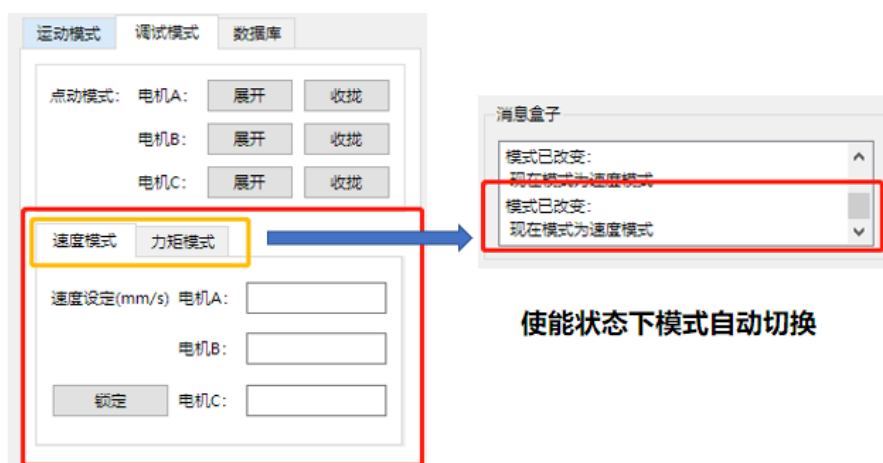 运动模式 调试模式 数据库
点动模式: 电机A: 展开 收拢
电机B: 展开 收拢
电机C: 展开 收拢
速度模式 力矩模式
速度设定(mm/s) 电机A:
电机B:
锁定 电机C:
消息盒子
模式已改变:
现在模式为速度模式
模式已改变:
现在模式为速度模式
使能状态下模式自动切换